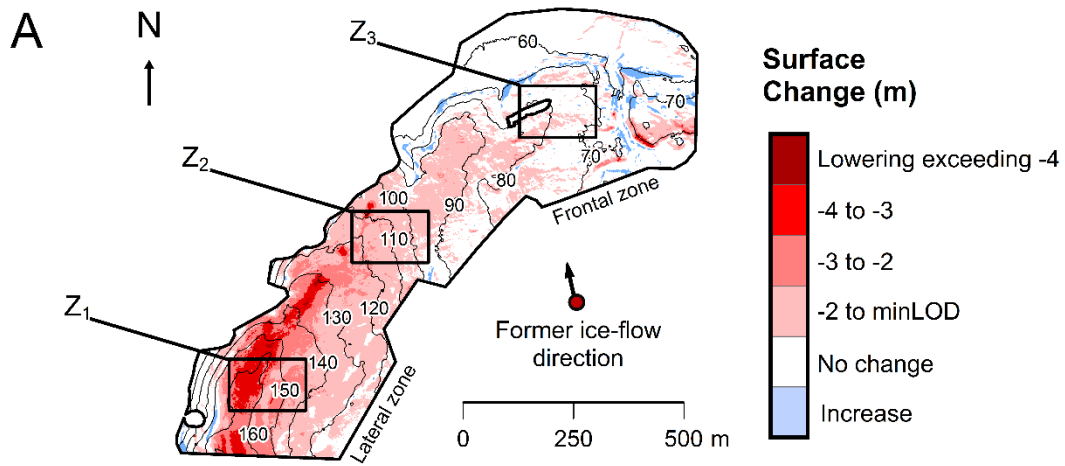 A
N
Z3
Z2
Z1
60
70
70
80
90
100
110
120
130
140
150
160
Frontal zone
Lateral zone
Former ice-flow
direction
0 250 500 m
Surface
Change (m)
Lowering exceeding -4
-4 to -3
-3 to -2
-2 to minLOD
No change
Increase